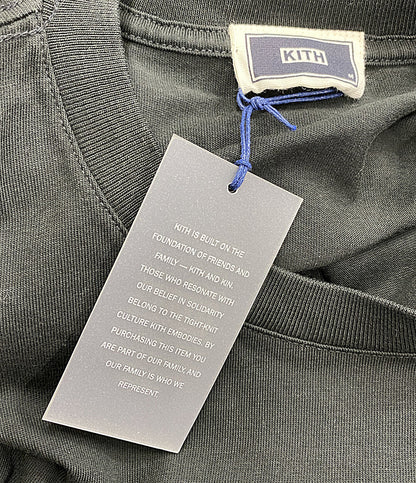 KITH
M
KITH IS BUILT ON THE
FOUNDATION OF FRIENDS AND
FAMILY — KITH AND KIN.
THOSE WHO RESONATE WITH
OUR BELIEF IN SOLIDARITY
BELONG TO THE TIGHT-KNIT
CULTURE KITH EMBODIES. BY
PURCHASING THIS ITEM YOU
ARE PART OF OUR FAMILY, AND
OUR FAMILY IS WHO WE
REPRESENT.